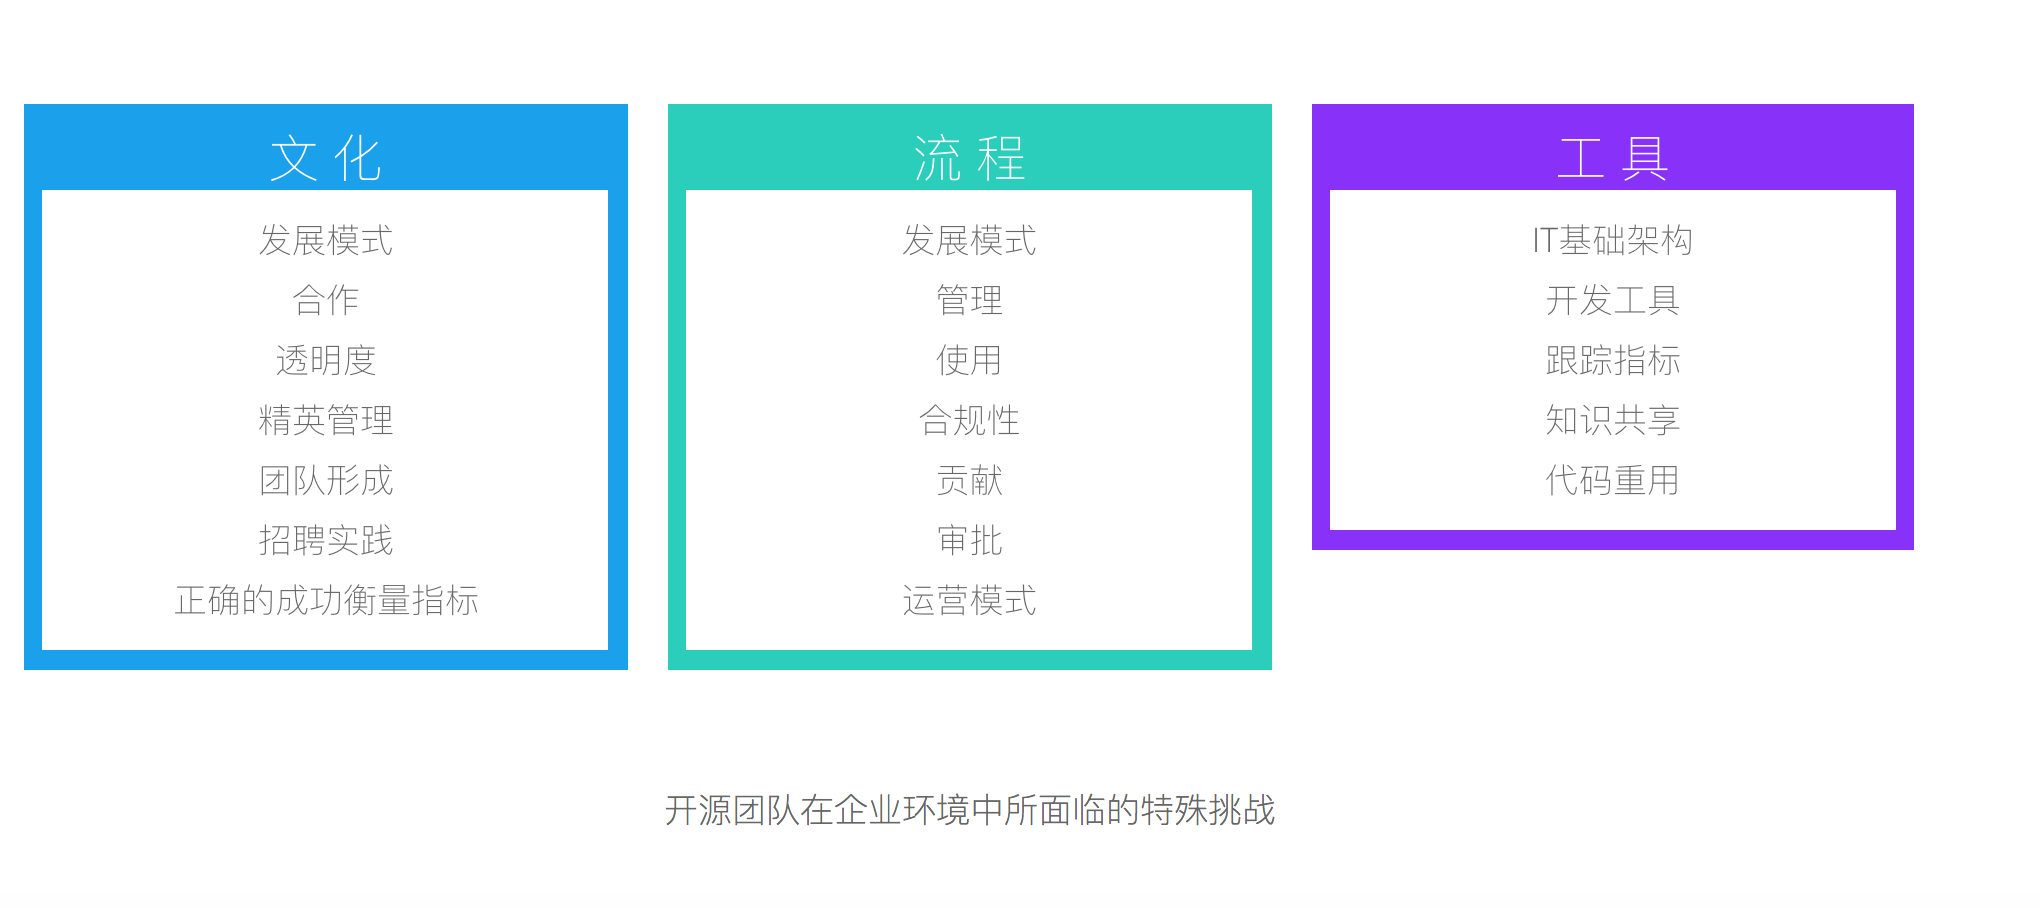 文化
发展模式
合作
透明度
精英管理
团队形成
招聘实践
正确的成功衡量指标
流程
发展模式
管理
使用
合规性
贡献
审批
运营模式
工具
IT基础架构
开发工具
跟踪指标
知识共享
代码重用
开源团队在企业环境中所面临的特殊挑战